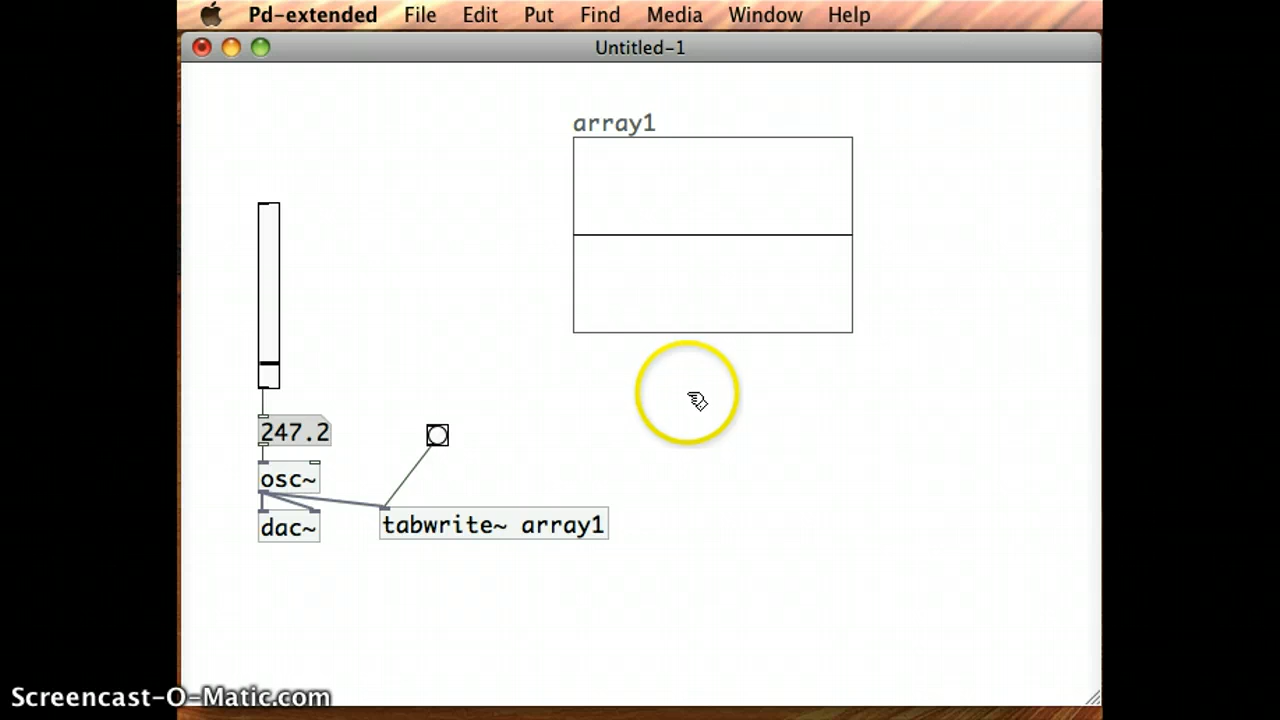 Pd-extended File Edit Put Find Media Window Help
Untitled-1
array1
247.2
osc~
dac~
tabwrite~ array1
Screencast-O-Matic.com